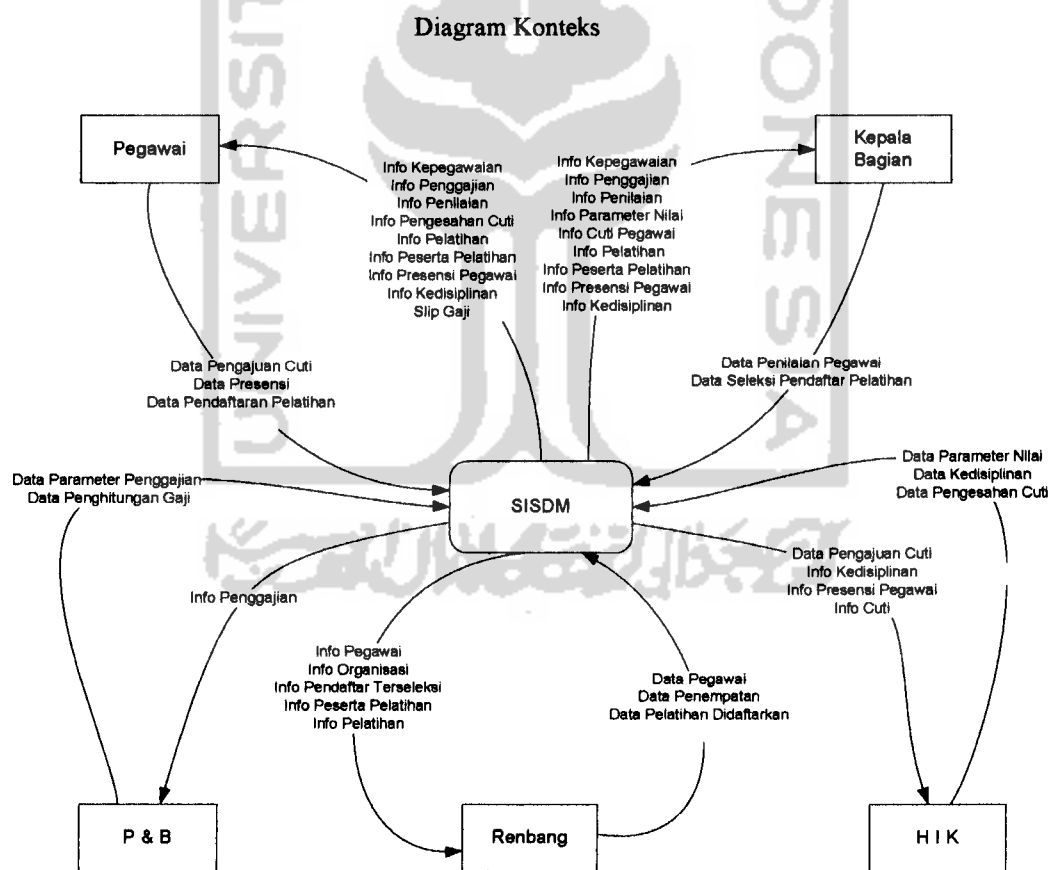 Diagram Konteks
UNIVERSIT
DONESIA
Pegawai
Kepala
Bagian
Info Kepegawaian
Info Penggajian
Info Penilaian
Info Pengesahan Cuti
Info Pelatihan
Info Peserta Pelatihan
Info Presensi Pegawai
Info Kedisiplinan
Slip Gaji
Info Kepegawaian
Info Penggajian
Info Penilaian
Info Parameter Nilai
Info Cuti Pegawai
Info Pelatihan
Info Peserta Pelatihan
Info Presensi Pegawai
Info Kedisiplinan
Data Pengajuan Cuti
Data Presensi
Data Pendaftaran Pelatihan
Data Penilaian Pegawai
Data Seleksi Pendaftar Pelatihan
Data Parameter Penggajian
Data Penghitungan Gaji
SISDM
Data Parameter Nilai
Data Kedisiplinan
Data Pengesahan Cuti
Info Penggajian
Data Pengajuan Cuti
Info Kedisiplinan
Info Presensi Pegawai
Info Cuti
Info Pegawai
Info Organisasi
Info Pendaftar Terseleksi
Info Peserta Pelatihan
Info Pelatihan
Data Pegawai
Data Penempatan
Data Pelatihan Didaftarkan
P & B
Renbang
H I K